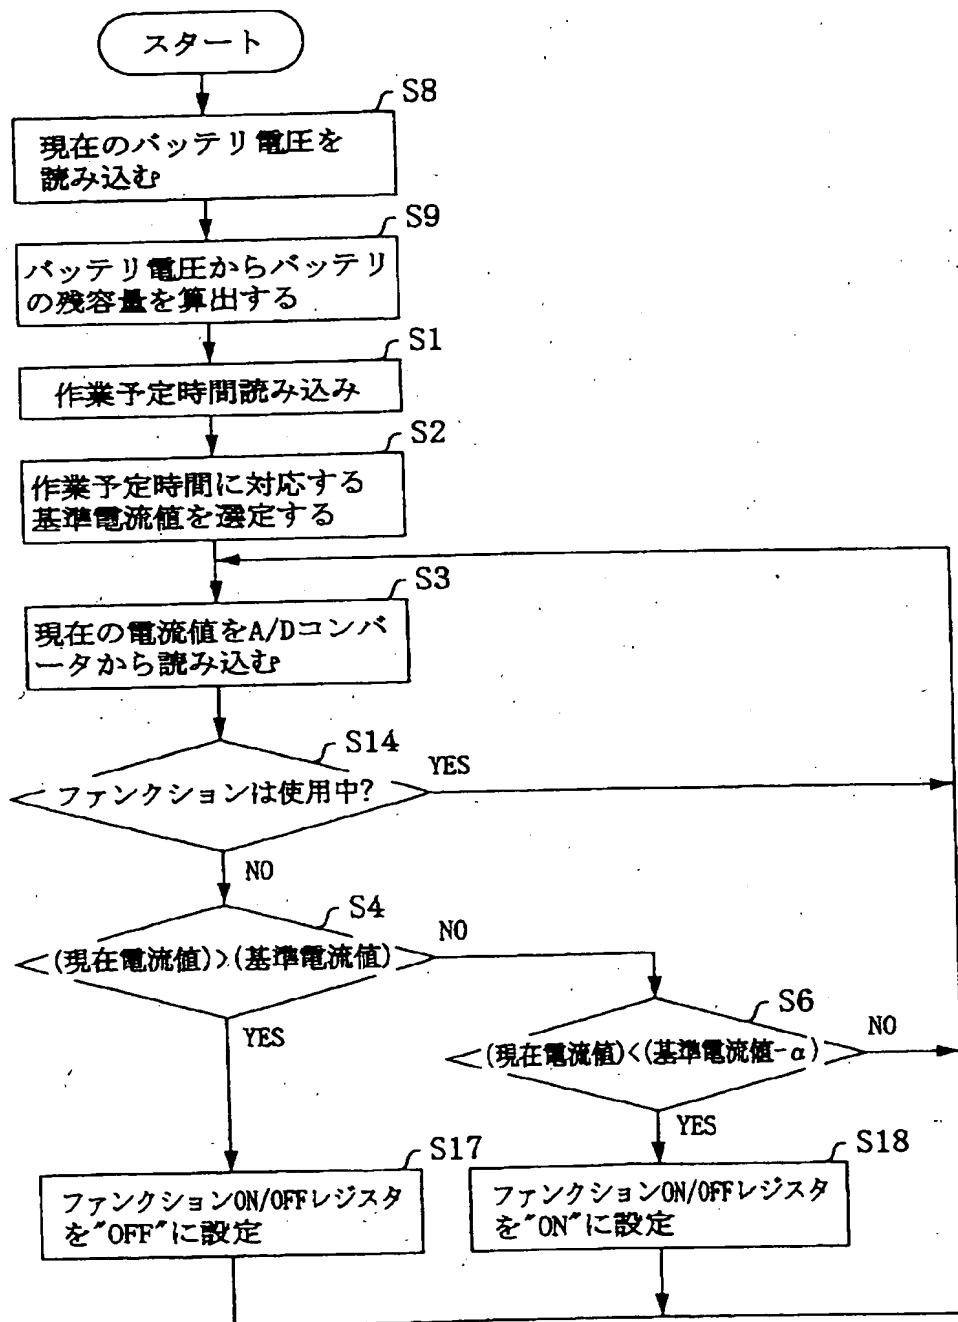 スタート
S8
現在のバッテリ電圧を
読み込む
S9
バッテリ電圧からバッテリ
の残容量を算出する
S1
作業予定時間読み込み
S2
作業予定時間に対応する
基準電流値を選定する
S3
現在の電流値をA/Dコンバ
ータから読み込む
S14
ファンクションは使用中?
YES
NO
S4
(現在電流値)>(基準電流値)
NO
YES
S6
(現在電流値)<(基準電流値-α)
NO
YES
S17
ファンクションON/OFFレジスタ
を"OFF"に設定
S18
ファンクションON/OFFレジスタ
を"ON"に設定